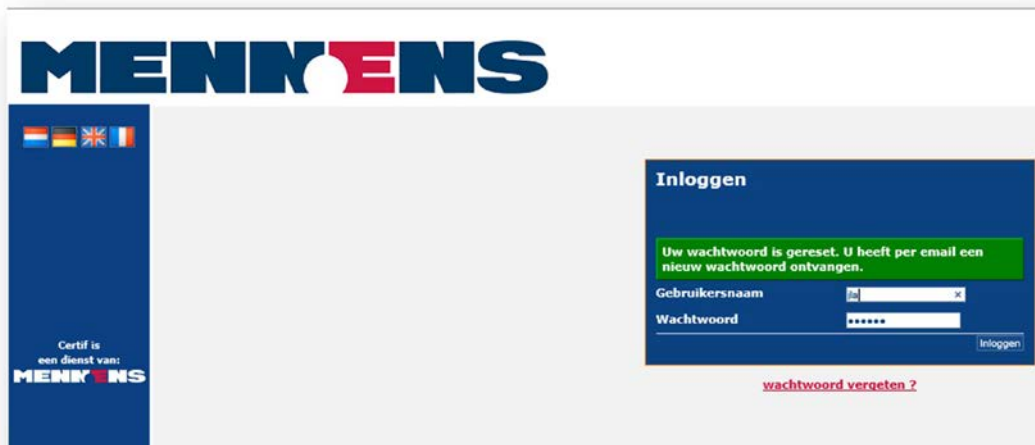 MENNENS
Inloggen
Uw wachtwoord is gereset. U heeft per email een
nieuw wachtwoord ontvangen.
Gebruikersnaam
Wachtwoord
Inloggen
wachtwoord vergeten ?
Certif is
een dienst van:
MENNENS